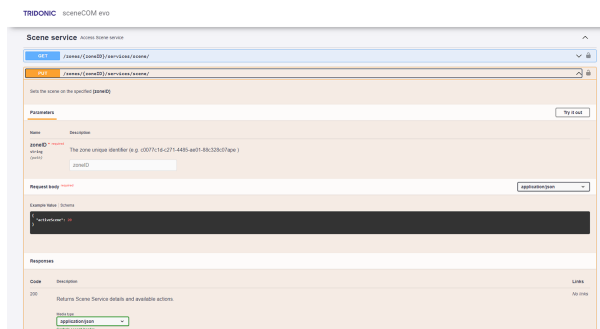 TRIDONIC sceneCOM evo
Scene service Access Scene service
GET /zones/{zoneID}/services/scene/
PUT /zones/{zoneID}/services/scene/
Sets the scene on the specified {zoneID}
Parameters Try it out
Name Description
zoneID * required The zone unique identifier (e.g. c0077c1d-c271-4485-ae01-88c328c07ape )
string
(path)
zoneID
Request body required application/json
Example Value Schema
{
"activeScene":
}
Responses
Code Description Links
200 Returns Scene Service details and available actions. No links
Media type
application/json